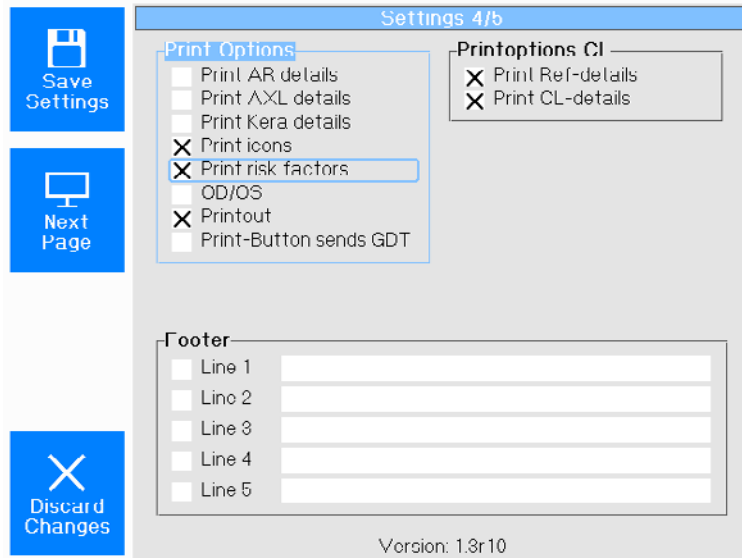 Settings 4/5
Save
Settings
Next
Page
Discard
Changes
Print Options
Print AR details
Print AXL details
Print Kera details
Print icons
Print risk factors
OD/OS
Printout
Print-Button sends GDT
Printoptions CL
Print Ref-details
Print CL-details
Footer
Line 1
Line 2
Line 3
Line 4
Line 5
Version: 1.3r10